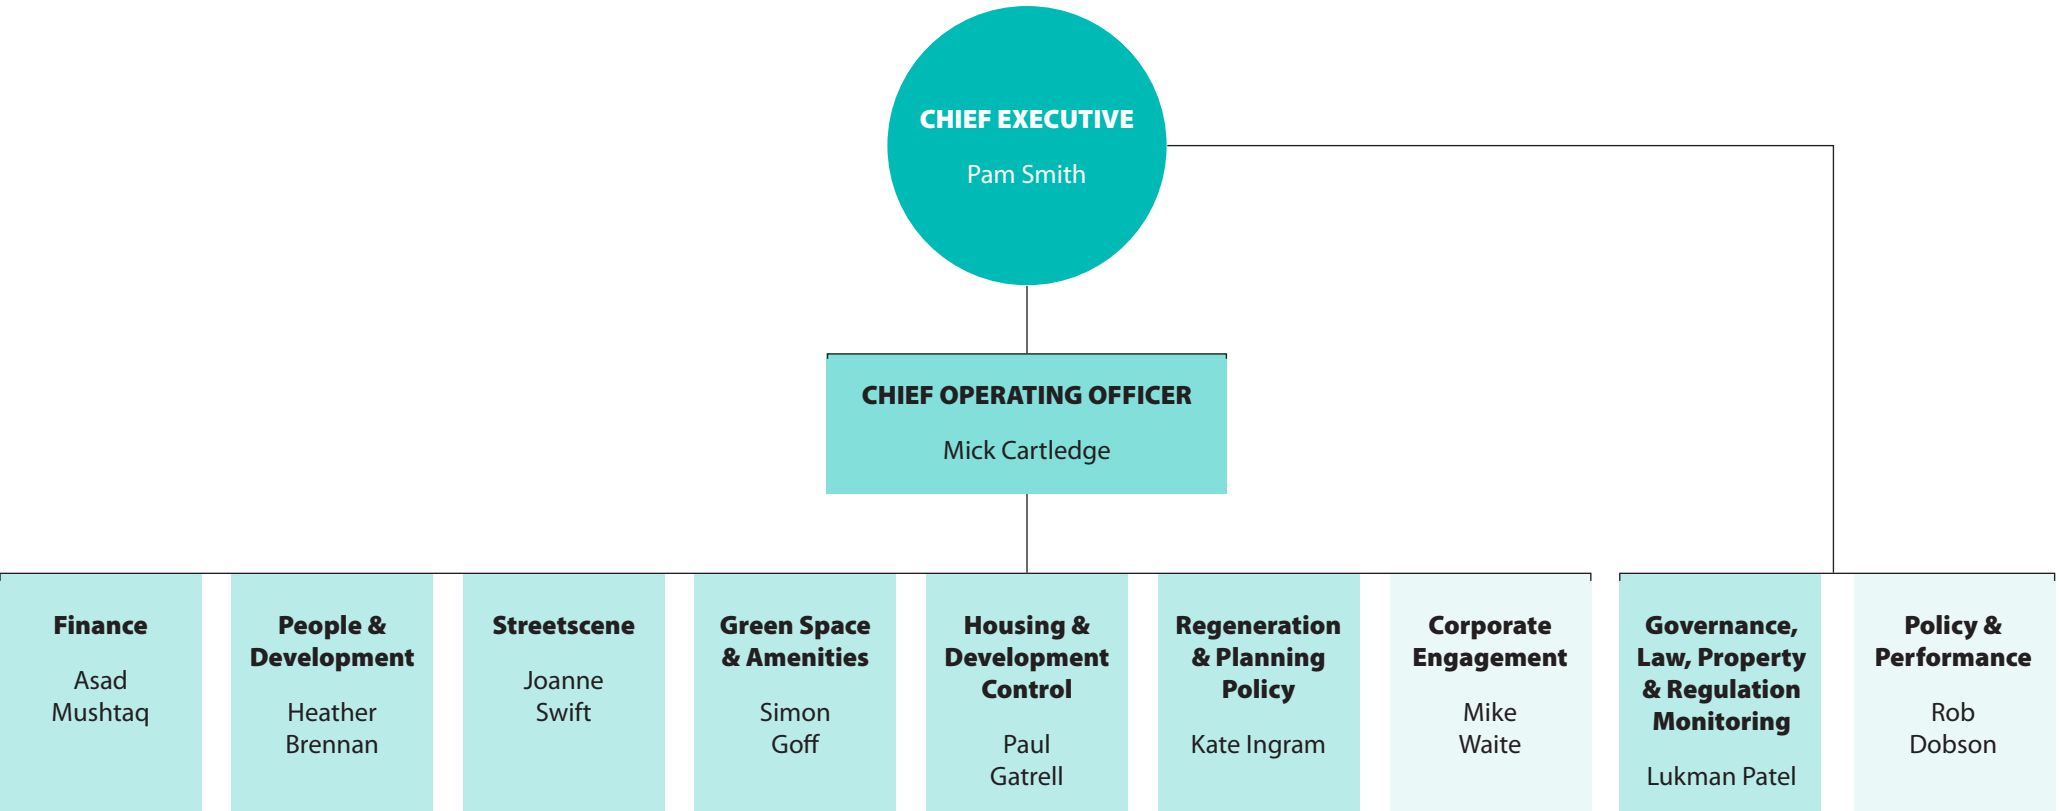 CHIEF EXECUTIVE
Pam Smith
CHIEF OPERATING OFFICER
Mick Cartledge
Finance
Asad
Mushtaq
People &
Development
Heather
Brennan
Streetscene
Joanne
Swift
Green Space
& Amenities
Simon
Goff
Housing &
Development
Control
Paul
Gatrell
Regeneration
& Planning
Policy
Kate Ingram
Corporate
Engagement
Mike
Waite
Governance,
Law, Property
& Regulation
Monitoring
Lukman Patel
Policy &
Performance
Rob
Dobson